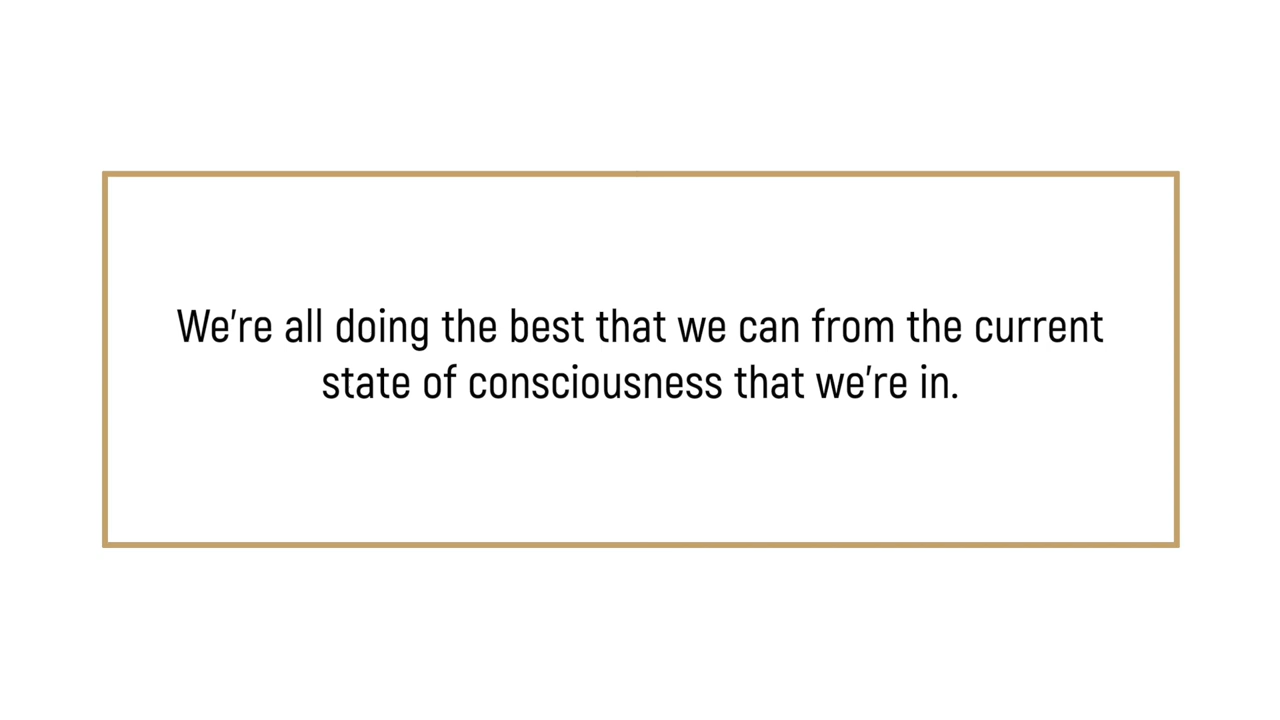 We're all doing the best that we can from the current
state of consciousness that we're in.